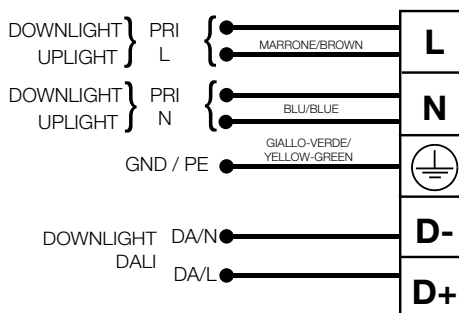 DOWNLIGHT } PRI {
MARRONE/BROWN
L
UPLIGHT } L {
DOWNLIGHT } PRI {
BLU/BLUE
N
UPLIGHT } N {
GIALLO-VERDE/
YELLOW-GREEN
GND / PE
DOWNLIGHT DA/N
D-
DALI
DA/L
D+